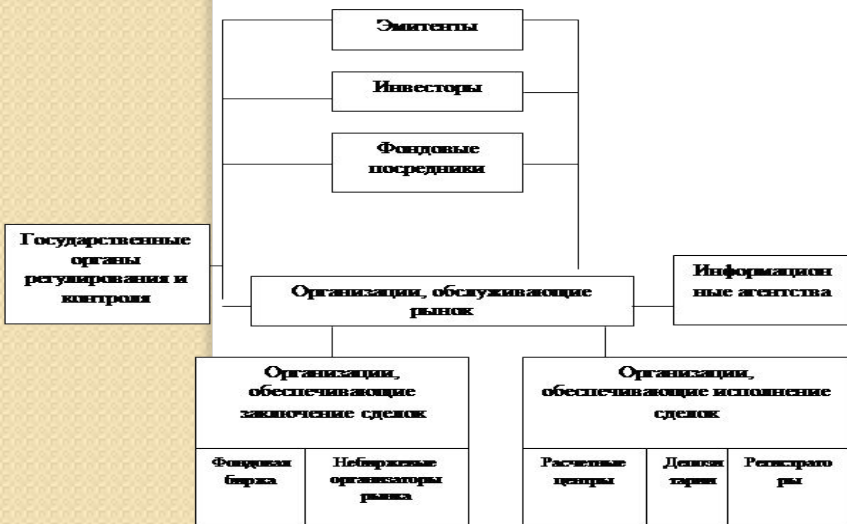 Эмитенты
Инвесторы
Фондовые
посредники
Государственные
органы
регулирования и
контроля
Организации, обслуживающие
рынок
Информацион
ные агентства
Организации,
обеспечивающие
заключение сделок
Организации,
обеспечивающие исполнение
сделок
Фондовая
биржа
Небиржевые
организаторы
рынка
Расчетные
центры
Депози
тарии
Регистрато
ры